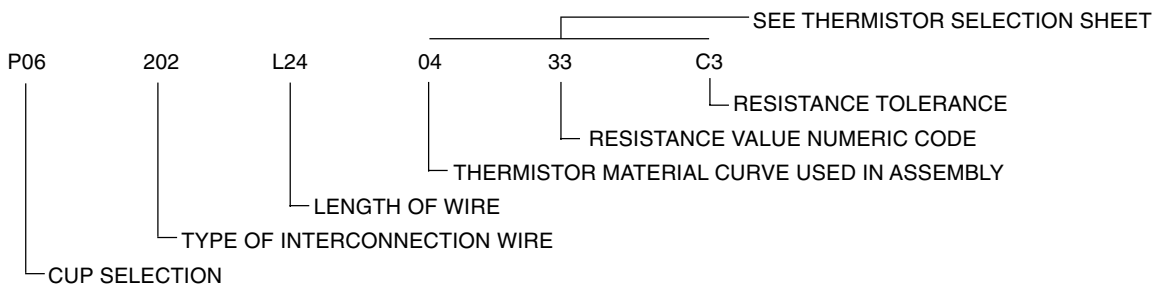 SEE THERMISTOR SELECTION SHEET
P06 202 L24 04 33 C3
RESISTANCE TOLERANCE
RESISTANCE VALUE NUMERIC CODE
THERMISTOR MATERIAL CURVE USED IN ASSEMBLY
LENGTH OF WIRE
TYPE OF INTERCONNECTION WIRE
CUP SELECTION